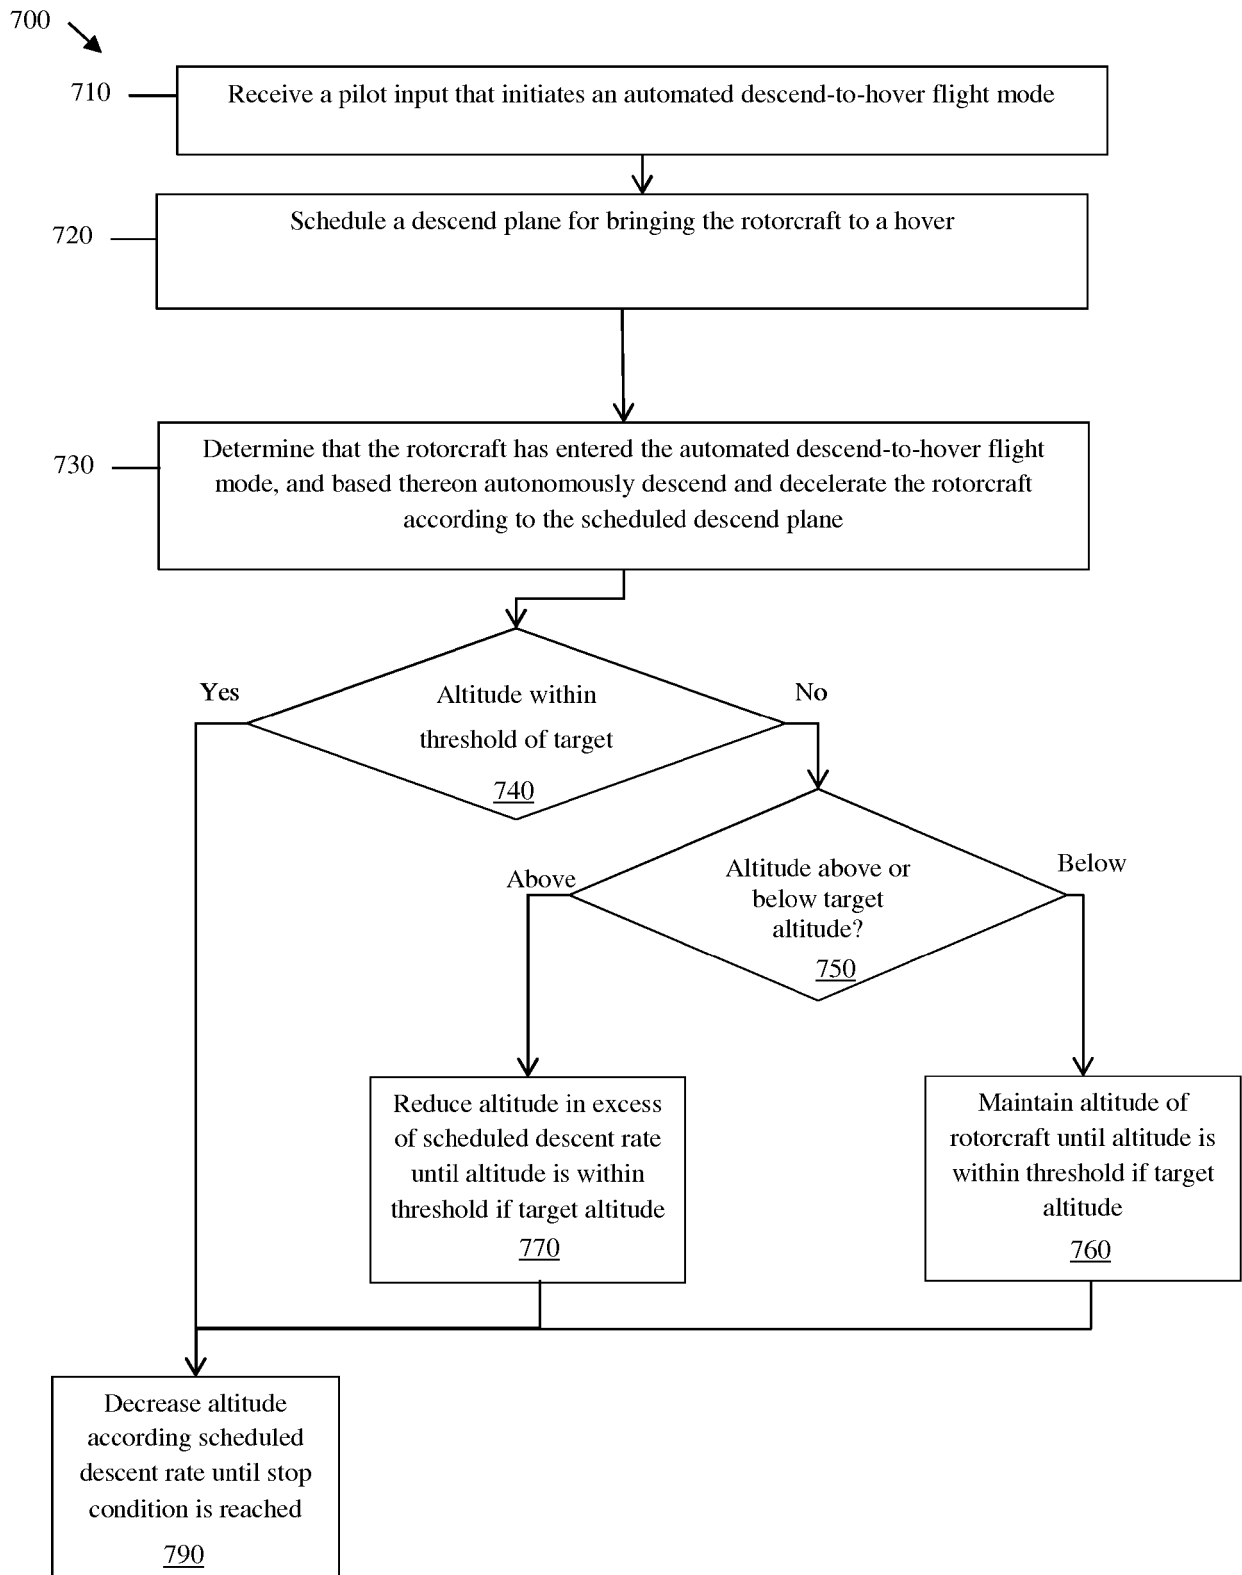 700
710
Receive a pilot input that initiates an automated descend-to-hover flight mode
720
Schedule a descend plane for bringing the rotorcraft to a hover
730
Determine that the rotorcraft has entered the automated descend-to-hover flight
mode, and based thereon autonomously descend and decelerate the rotorcraft
according to the scheduled descend plane
Yes
No
Altitude within
threshold of target
740
Above
Below
Altitude above or
below target
altitude?
750
Reduce altitude in excess
of scheduled descent rate
until altitude is within
threshold if target altitude
770
Maintain altitude of
rotorcraft until altitude is
within threshold if target
altitude
760
Decrease altitude
according scheduled
descent rate until stop
condition is reached
790